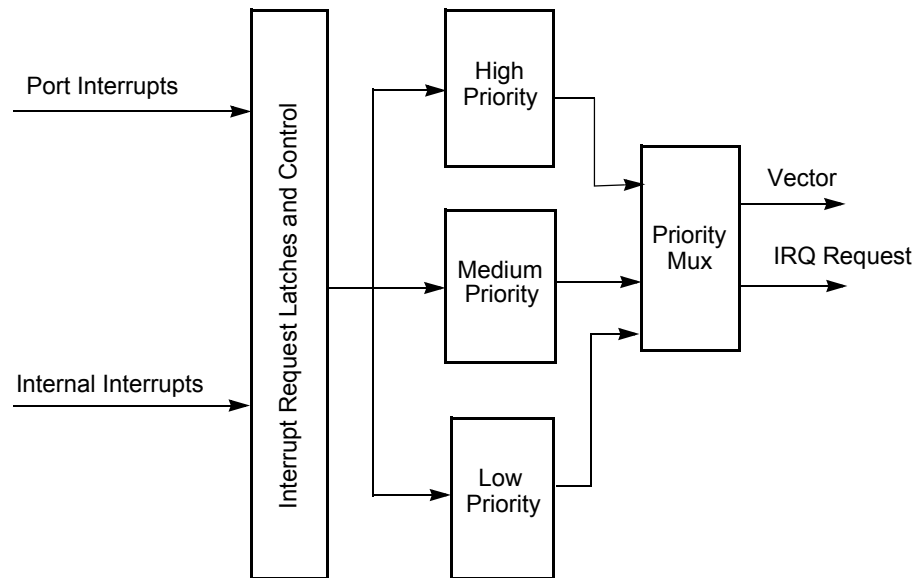 Port Interrupts
Internal Interrupts
Interrupt Request Latches and Control
High
Priority
Medium
Priority
Low
Priority
Priority
Mux
Vector
IRQ Request